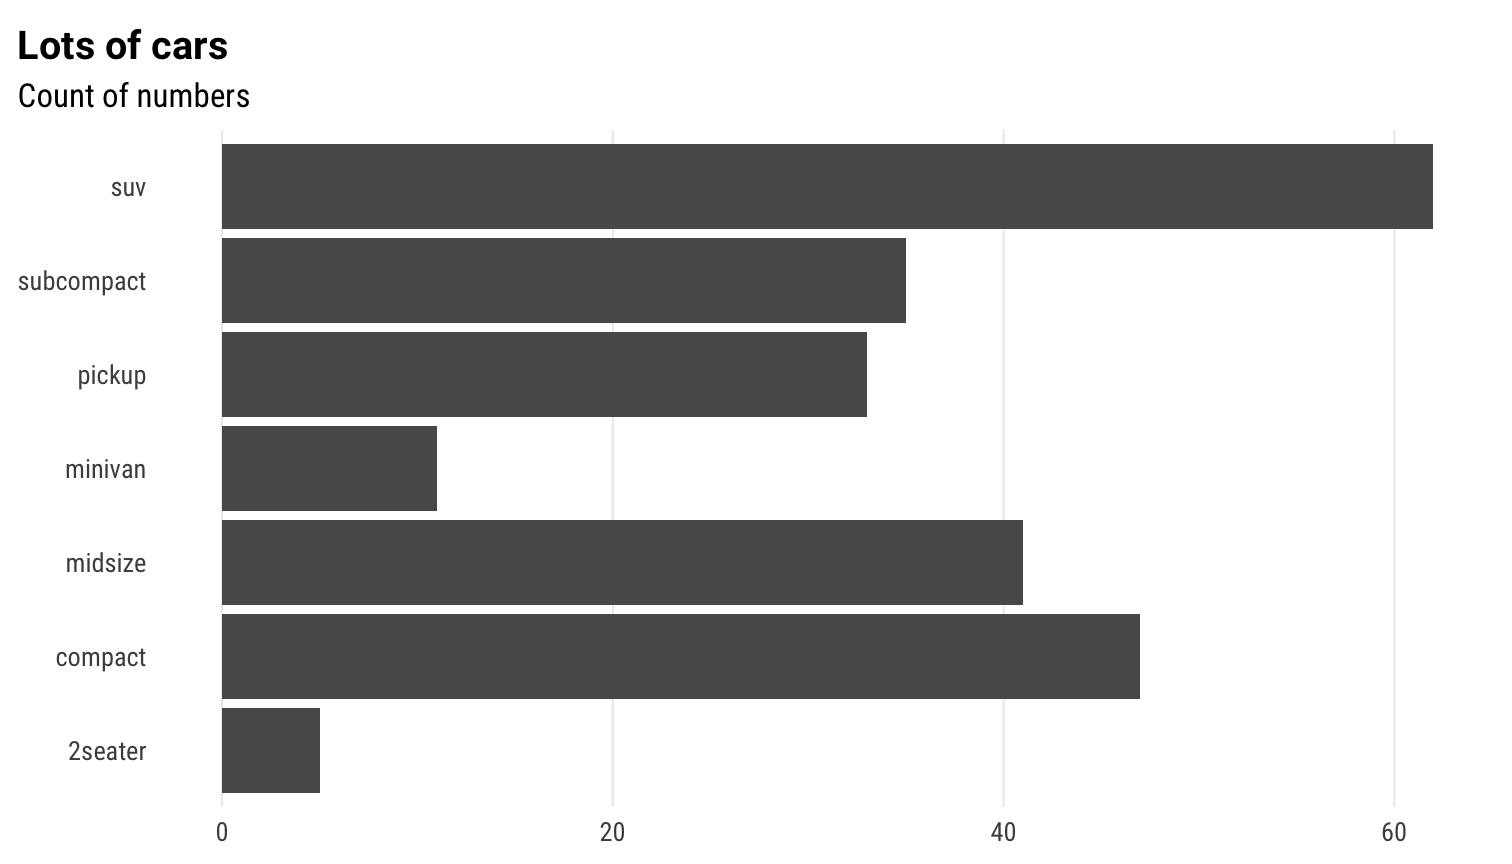 Lots of cars
Count of numbers
suv
subcompact
pickup
minivan
midsize
compact
2seater
0 20 40 60